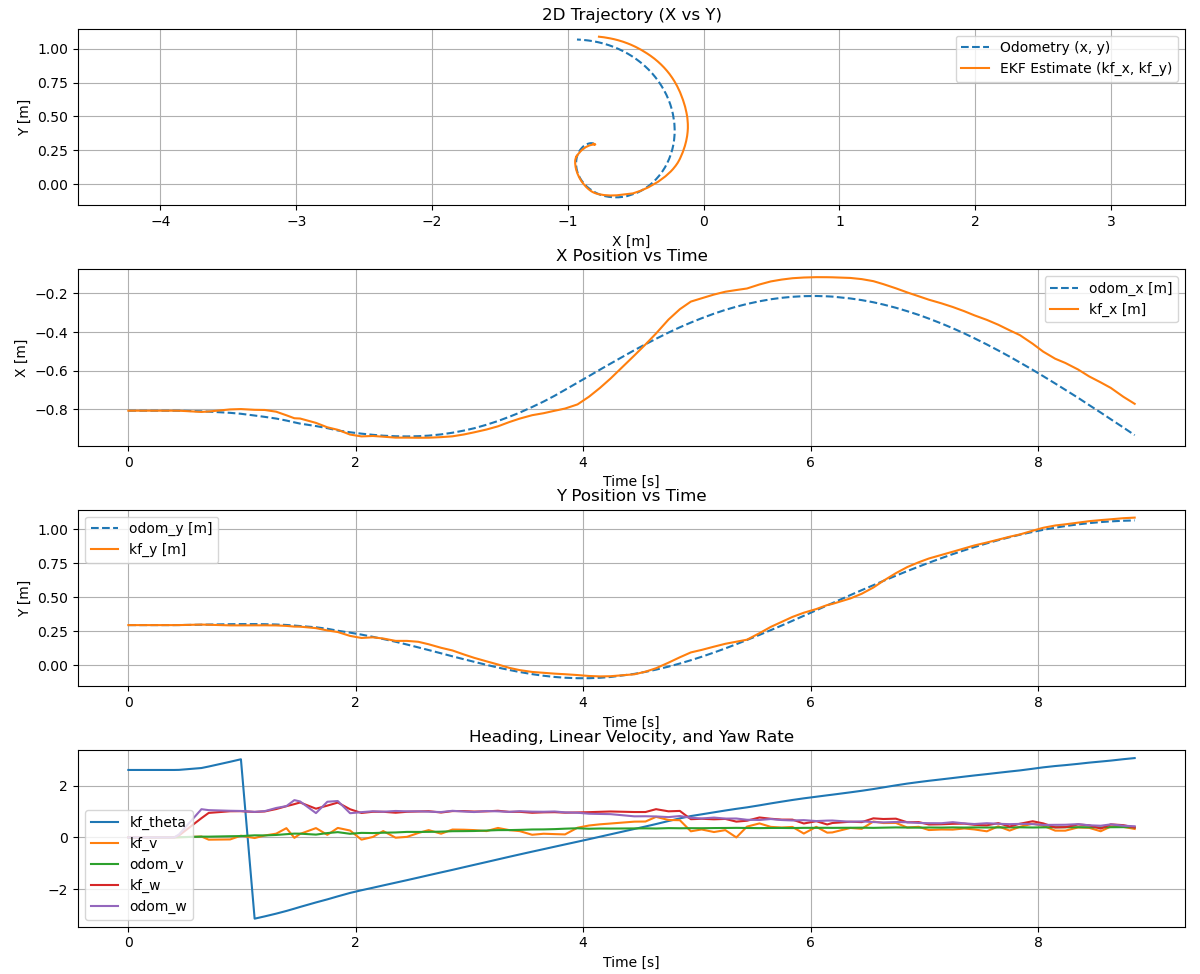 2D Trajectory (X vs Y)
Y [m]
1.00
0.75
0.50
0.25
0.00
Odometry (x, y)
EKF Estimate (kf_x, kf_y)
−4
−3
−2
−1
0
1
2
3
X [m]
X Position vs Time
X [m]
−0.2
−0.4
−0.6
−0.8
odom_x [m]
kf_x [m]
0
2
4
6
8
Time [s]
Y Position vs Time
Y [m]
1.00
0.75
0.50
0.25
0.00
odom_y [m]
kf_y [m]
0
2
4
6
8
Time [s]
Heading, Linear Velocity, and Yaw Rate
2
0
−2
kf_theta
kf_v
odom_v
kf_w
odom_w
0
2
4
6
8
Time [s]